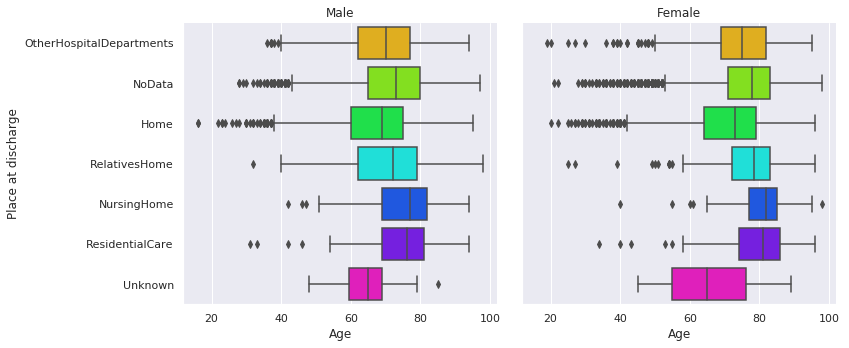 Male
Female
OtherHospitalDepartments
NoData
Home
RelativesHome
NursingHome
ResidentialCare
Unknown
Place at discharge
20 40 60 80 100
20 40 60 80 100
Age
Age